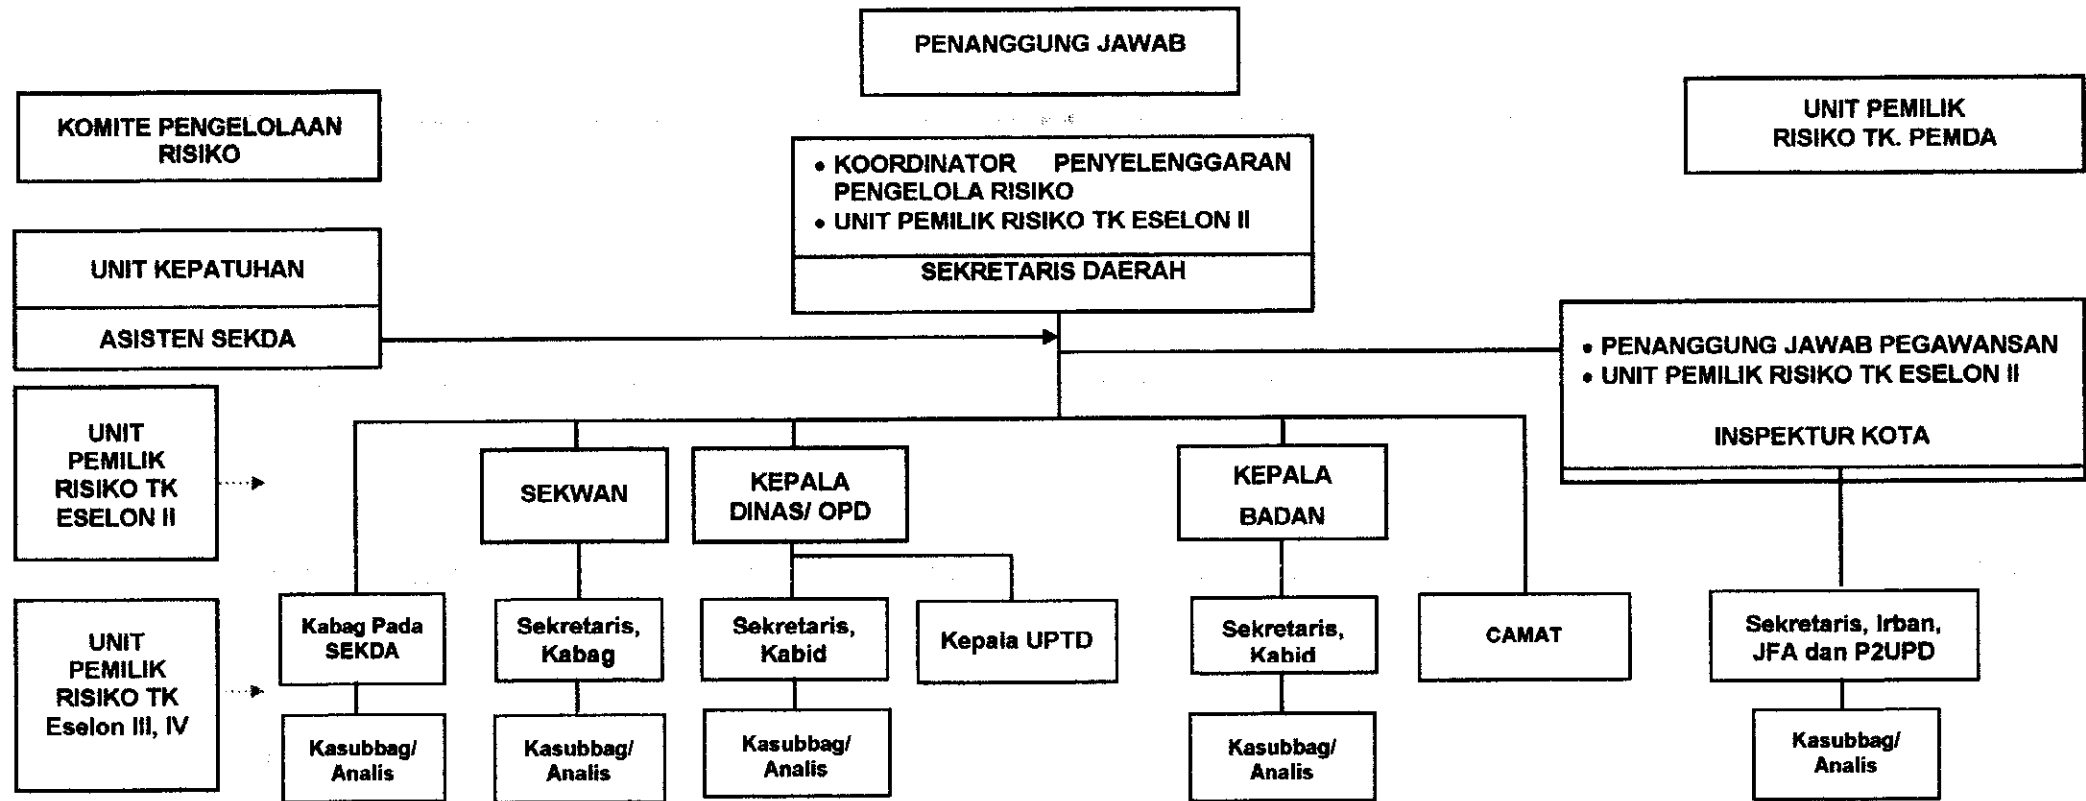 PENANGGUNG JAWAB
KOMITE PENGELOLAAN
RISIKO
UNIT PEMILIK
RISIKO TK. PEMDA
• KOORDINATOR PENYELENGGARAN
PENGELOLA RISIKO
• UNIT PEMILIK RISIKO TK ESELON II
SEKRETARIS DAERAH
UNIT KEPATUHAN
ASISTEN SEKDA
• PENANGGUNG JAWAB PEGAWANSAN
• UNIT PEMILIK RISIKO TK ESELON II
INSPEKTUR KOTA
UNIT
PEMILIK
RISIKO TK
ESELON II
SEKWAN
KEPALA
DINAS/ OPD
KEPALA
BADAN
UNIT
PEMILIK
RISIKO TK
Eselon III, IV
Kabag Pada
SEKDA
Sekretaris,
Kabag
Sekretaris,
Kabid
Kepala UPTD
Sekretaris,
Kabid
CAMAT
Sekretaris, Irban,
JFA dan P2UPD
Kasubbag/
Analis
Kasubbag/
Analis
Kasubbag/
Analis
Kasubbag/
Analis
Kasubbag/
Analis